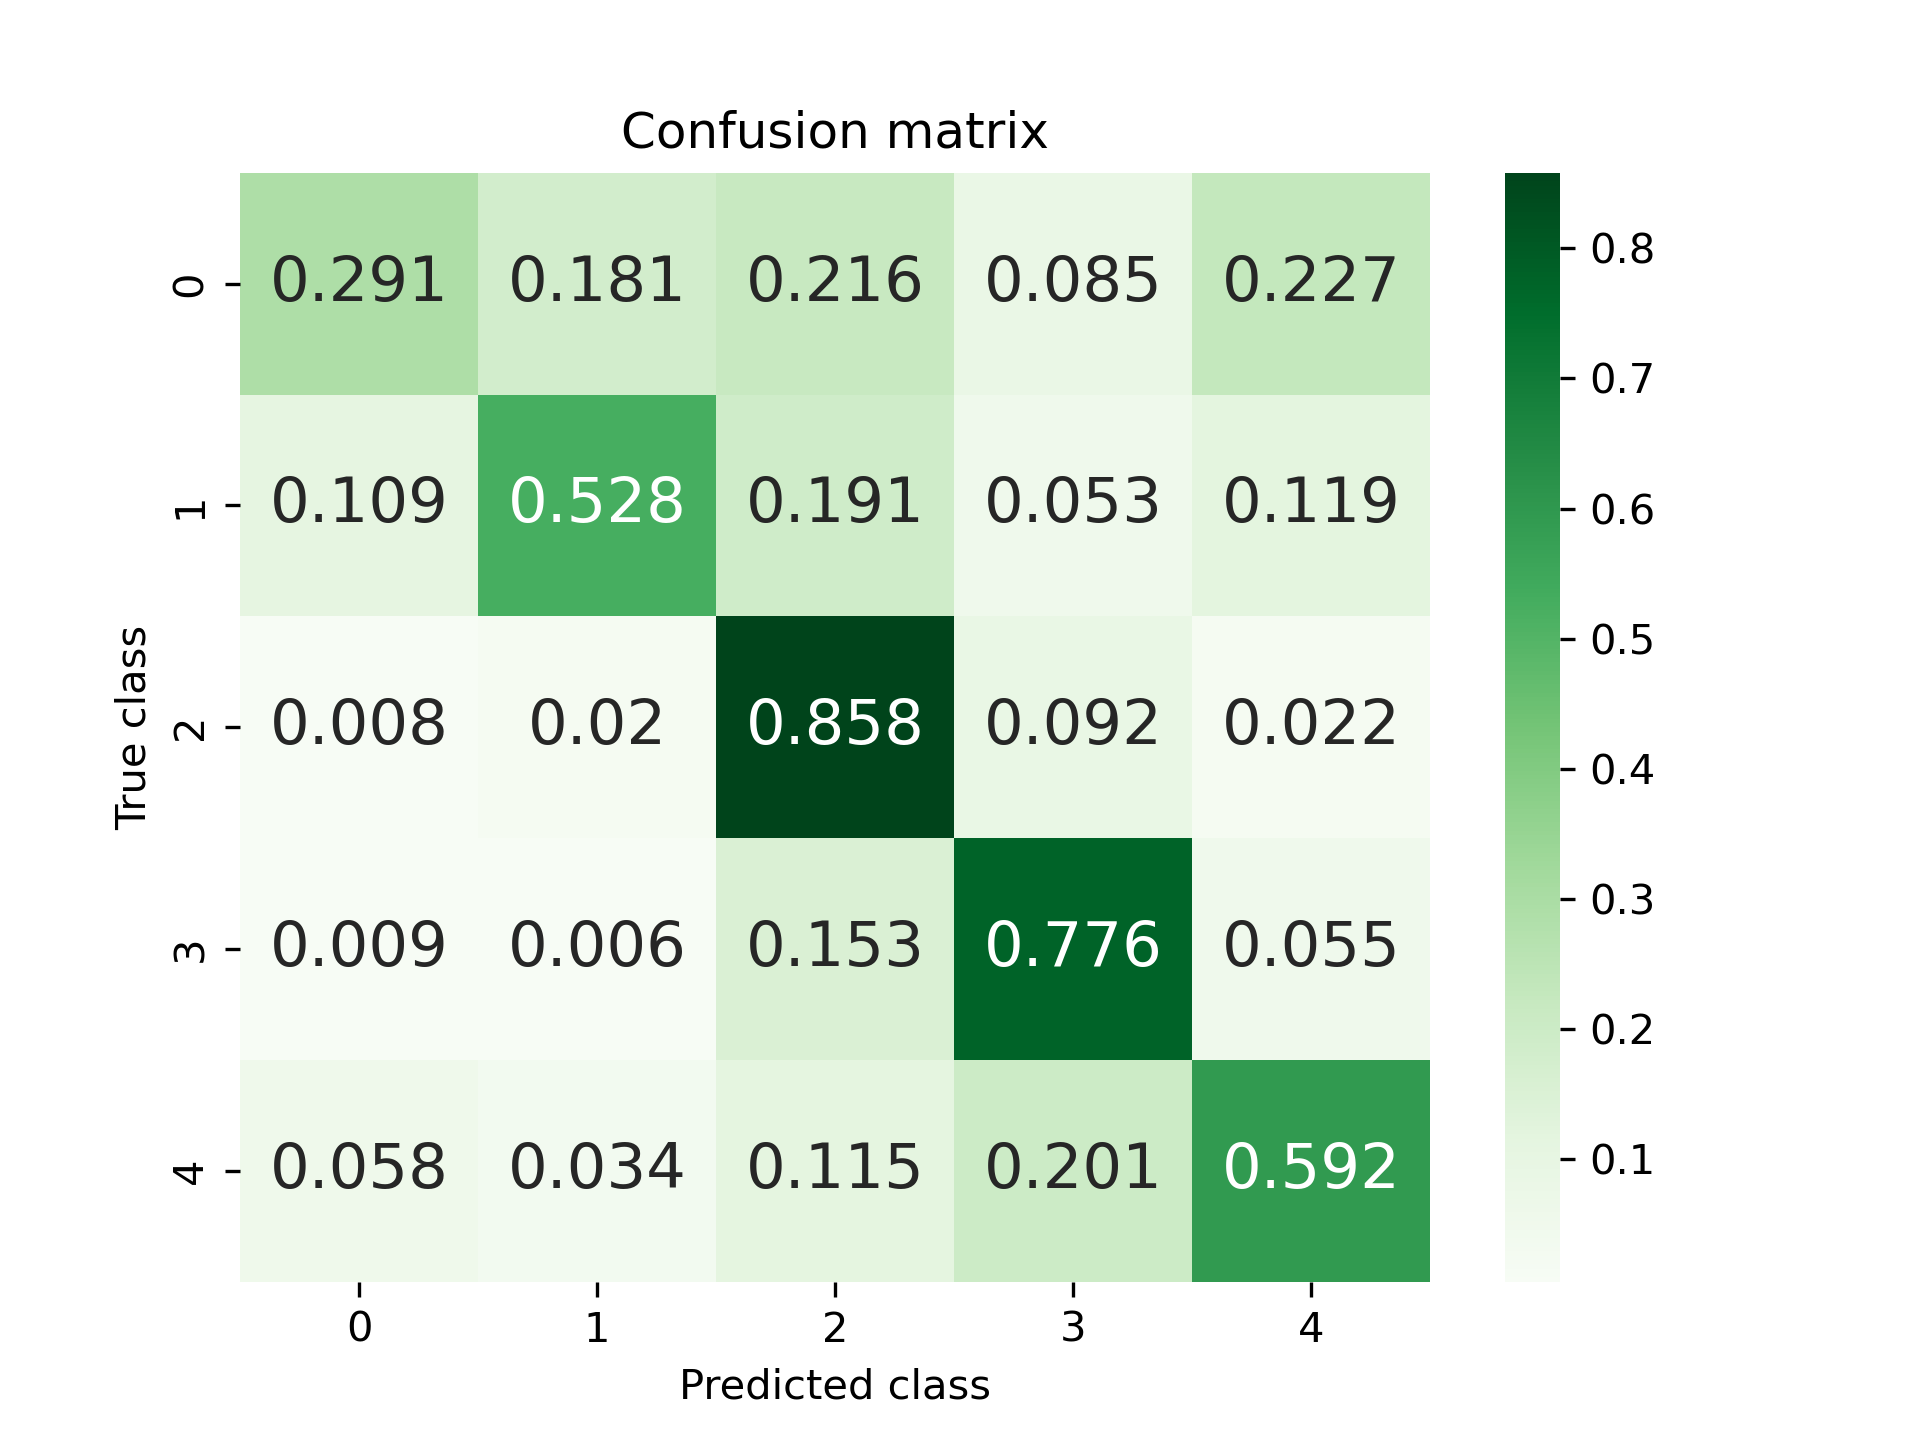 Confusion matrix
0 0.291 0.181 0.216 0.085 0.227
1 0.109 0.528 0.191 0.053 0.119
2 0.008 0.02 0.858 0.092 0.022
3 0.009 0.006 0.153 0.776 0.055
4 0.058 0.034 0.115 0.201 0.592
0 1 2 3 4
Predicted class
True class
0.8
0.7
0.6
0.5
0.4
0.3
0.2
0.1